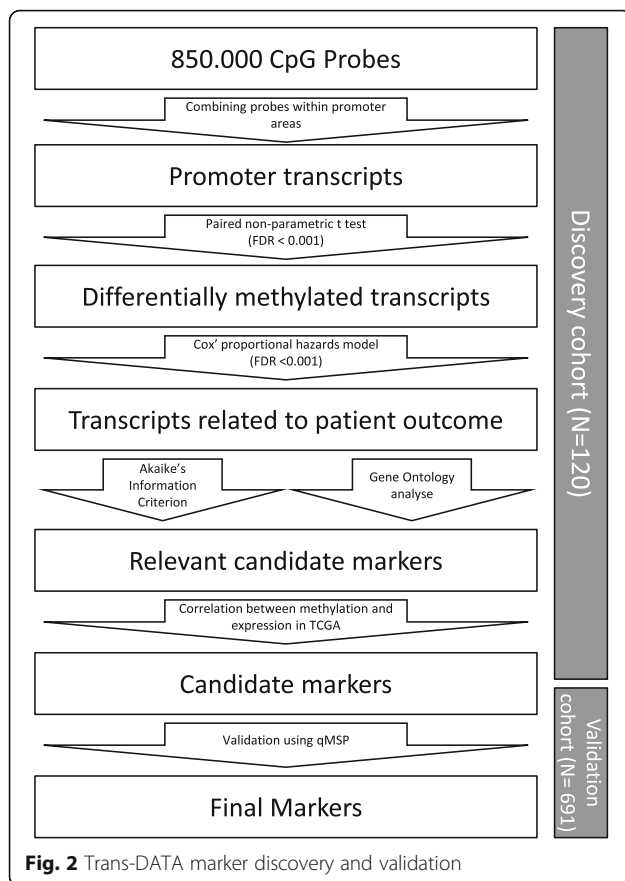 850.000 CpG Probes
Combining probes within promoter
areas
Promoter transcripts
Paired non-parametric t test
(FDR < 0.001)
Differentially methylated transcripts
Cox' proportional hazards model
(FDR <0.001)
Transcripts related to patient outcome
Akaike's
Information
Criterion
Gene Ontology
analyse
Relevant candidate markers
Correlation between methylation and
expression in TCGA
Candidate markers
Validation using qMSP
Final Markers
Discovery cohort (N=120)
Validation
cohort (N= 691)
Fig. 2 Trans-DATA marker discovery and validation